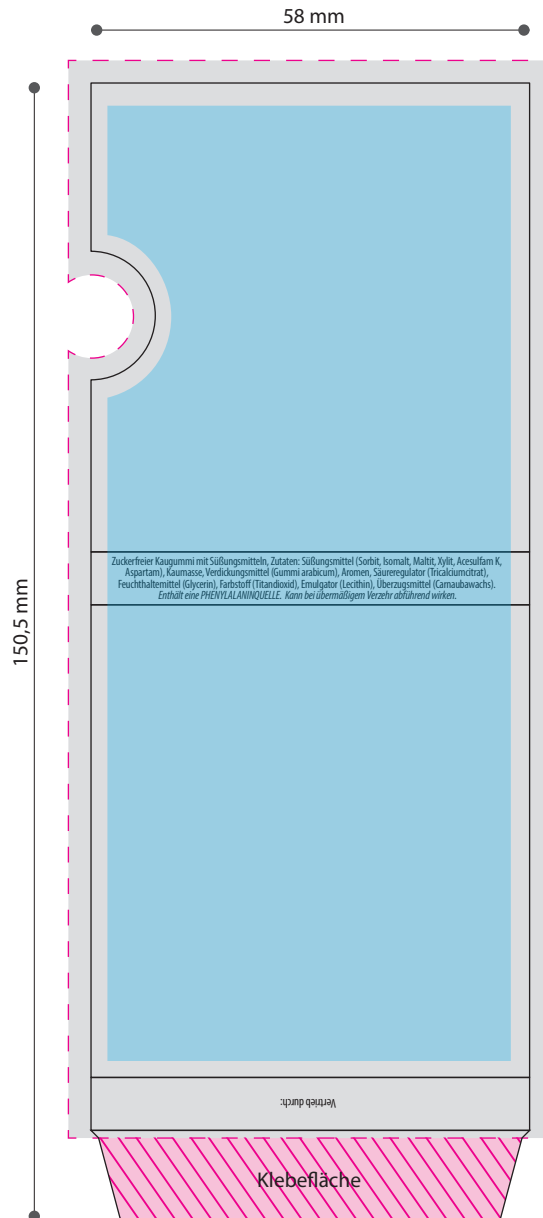 58 mm
150,5 mm
Zuckerfreier Kaugummi mit Süßungsmitteln, Zutaten: Süßungsmittel (Sorbit, Isomalt, Maltit, Xylit, Acesulfam K,
Aspartam), Kaumasse, Verdickungsmittel (Gummi arabicum), Aromen, Säureregulator (Tricalciumcitrat),
Feuchthaltemittel (Glycerin), Farbstoff (Titandioxid), Emulgator (Lecithin), Überzugsmittel (Carnaubawachs).
Enthält eine PHENYLALANINQUELLE. Kann bei übermäßigem Verzehr abführend wirken.
Vertrieb durch:
Klebefläche